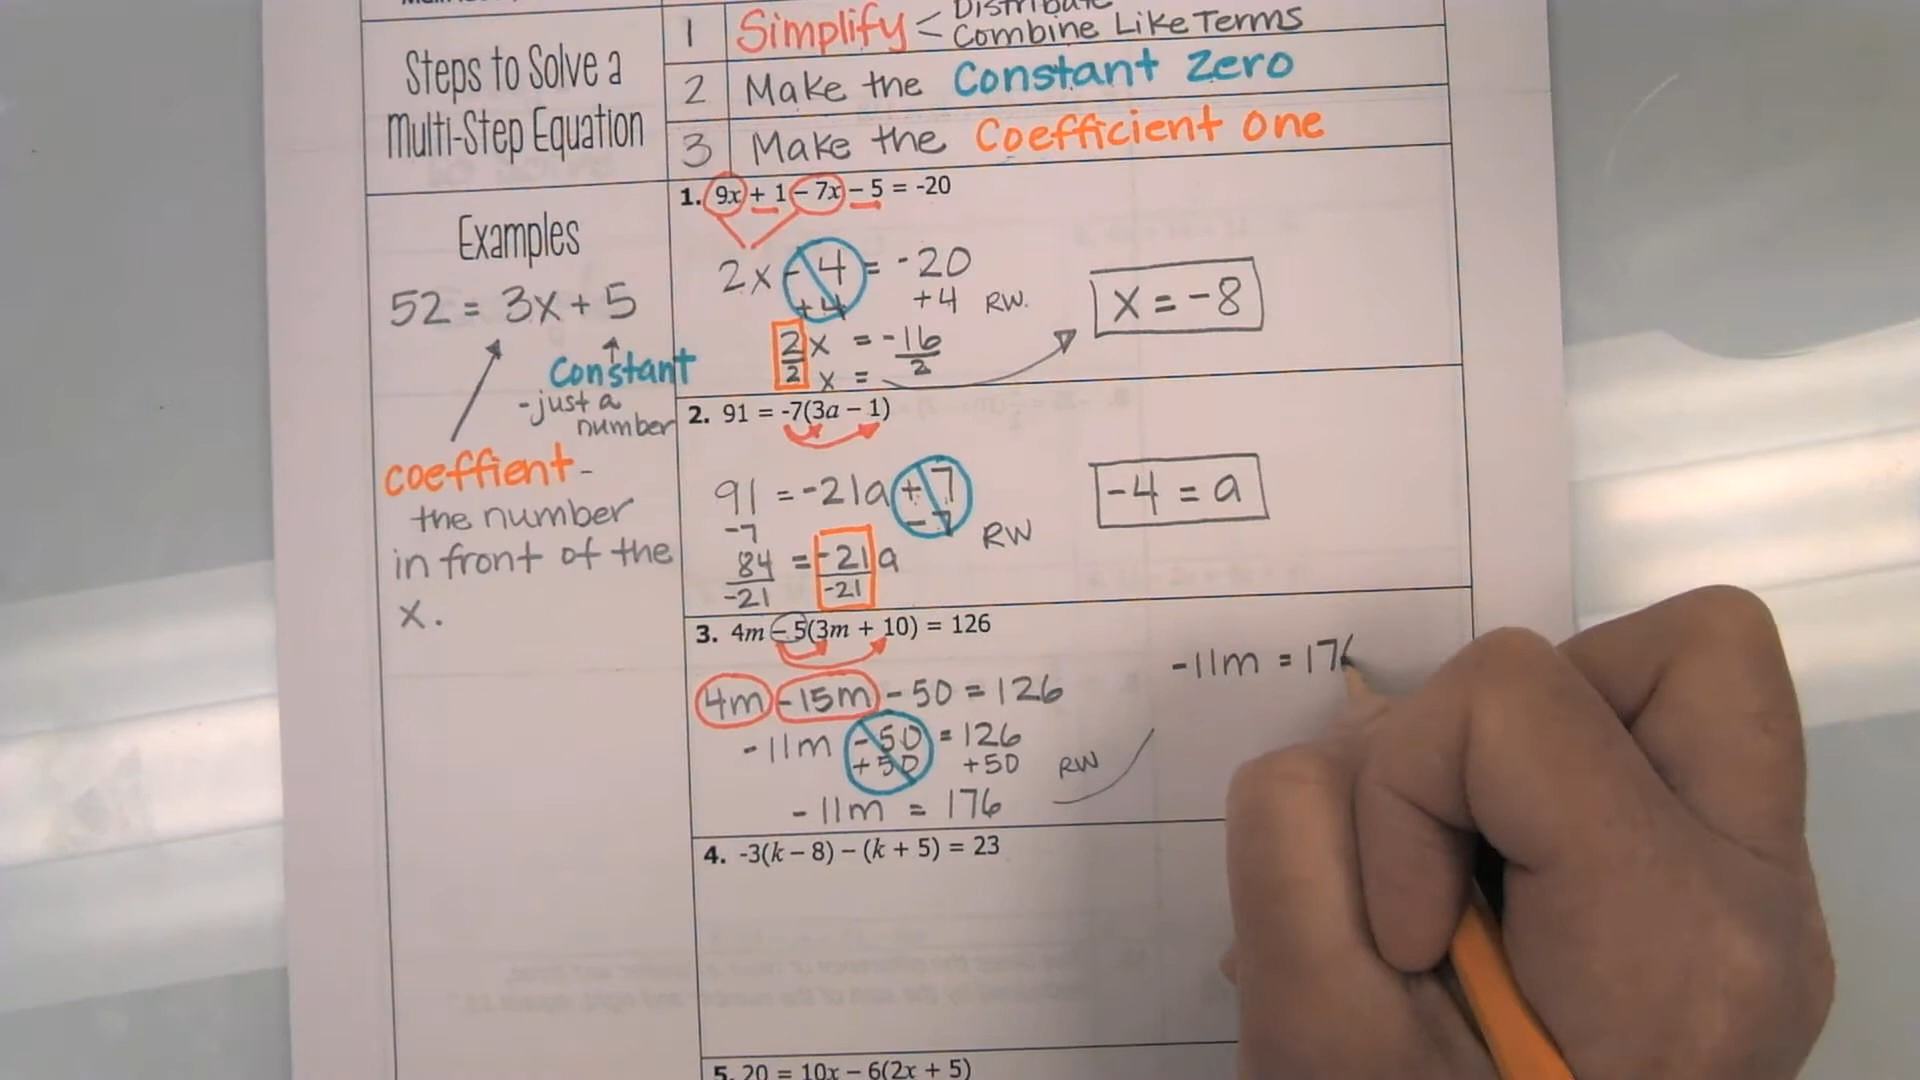 1 Simplify < Distribute
Combine Like Terms
Steps to Solve a
Multi-Step Equation
2 Make the Constant Zero
3 Make the Coefficient One
Examples
52 = 3x + 5
Constant
- just a
number
coeffient -
the number
in front of the
x.
1. 9x + 1 – 7x – 5 = -20
2x - 4 = -20
+4 +4 RW.
2x = -16
2 2
x =
x = -8
2. 91 = -7(3a – 1)
91 = -21a + 7
-7 -7 RW
84 = -21a
-21 -21
-4 = a
3. 4m – 5(3m + 10) = 126
4m - 15m - 50 = 126
-11m - 50 = 126
+50 +50 RW
-11m = 176
-11m = 176
4. -3(k – 8) – (k + 5) = 23
5. 20 = 10x – 6(2x + 5)